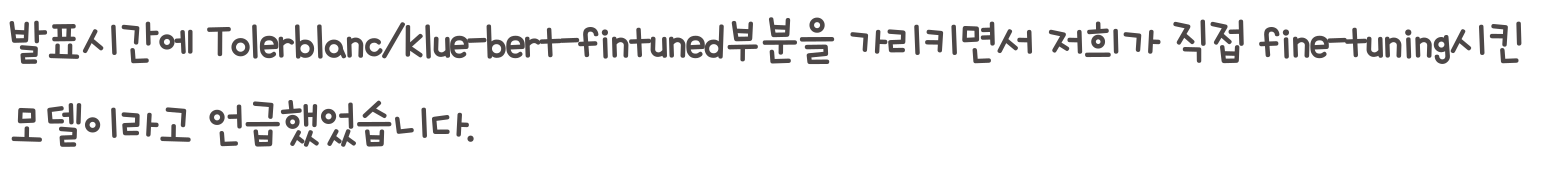 발표시간에 Tolerblanc/klue-bert-fintuned부분을 가리키면서 저희가 직접 fine-tuning시킨
모델이라고 언급했었습니다.